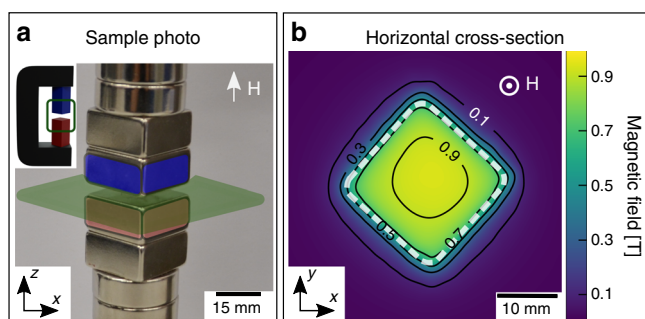 a
Sample photo
H
z
x
15 mm
b
Horizontal cross-section
H
0.1
0.3
0.9
0.5
0.7
y
x
10 mm
0.9
0.7
0.5
0.3
0.1
Magnetic field [T]